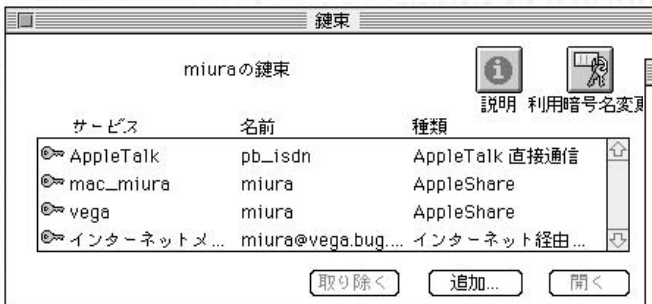 鍵束
miuraの鍵束
説明 利用暗号名変更
サービス 名前 種類
AppleTalk pb_isdn AppleTalk 直接通信
mac_miura miura AppleShare
vega miura AppleShare
インターネットメ... miura@vega.bug.... インターネット経由...
取り除く 追加... 開く